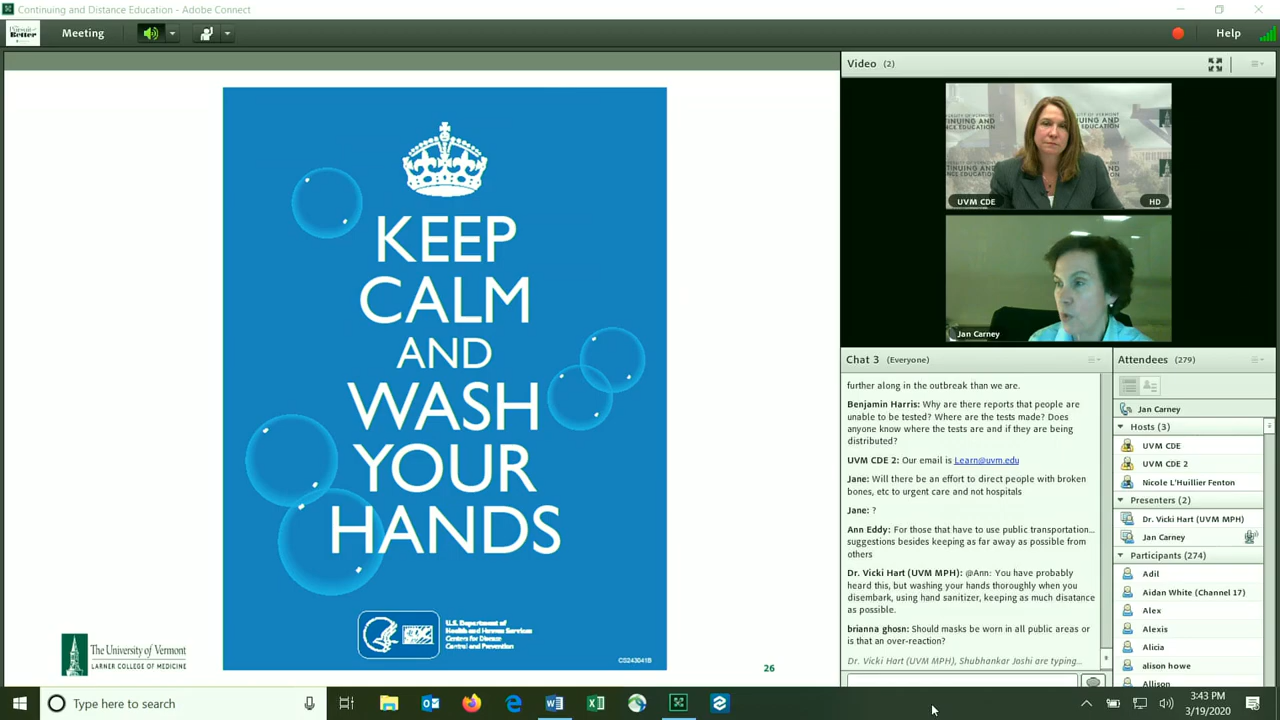 Continuing and Distance Education - Adobe Connect
Meeting
Help
KEEP
CALM
AND
WASH
YOUR
HANDS
U.S. Department of
Health and Human Services
Centers for Disease
Control and Prevention
CS243041B
The University of Vermont
LARNER COLLEGE OF MEDICINE
26
Video (2)
UVM CDE
HD
Jan Carney
Chat 3 (Everyone)
further along in the outbreak than we are.
Benjamin Harris: Why are there reports that people are
unable to be tested? Where are the tests made? Does
anyone know where the tests are and if they are being
distributed?
UVM CDE 2: Our email is Learn@uvm.edu
Jane: Will there be an effort to direct people with broken
bones, etc to urgent care and not hospitals
Jane: ?
Ann Eddy: For those that have to use public transportation...
suggestions besides keeping as far away as possible from
others
Dr. Vicki Hart (UVM MPH): @Ann: You have probably
heard this, but washing your hands thoroughly when you
disembark, using hand sanitizer, keeping as much disatance
as possible.
brianna ghosn: Should masks be worn in all public areas or
is that an over-reaction?
Dr. Vicki Hart (UVM MPH), Shubhankar Joshi are typing...
Attendees (279)
Jan Carney
Hosts (3)
UVM CDE
UVM CDE 2
Nicole L'Huillier Fenton
Presenters (2)
Dr. Vicki Hart (UVM MPH)
Jan Carney
Participants (274)
Adil
Aidan White (Channel 17)
Alex
Alexis
Alicia
alison howe
Allison
Type here to search
3:43 PM
3/19/2020